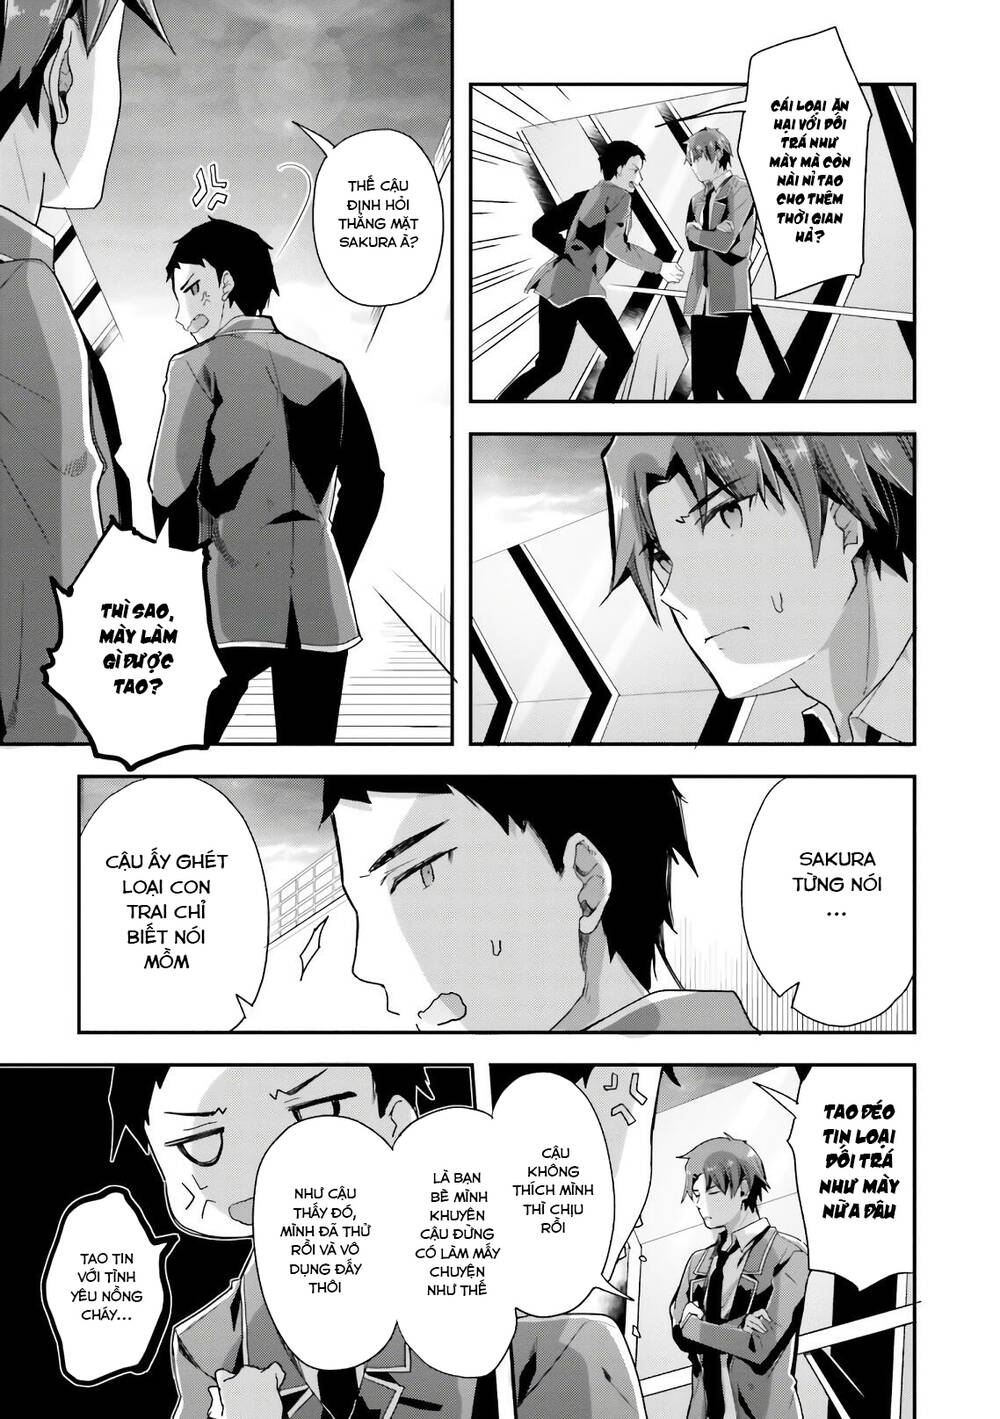 CÁI LOẠI ĂN
HẠI VỚI DỐI
TRÁ NHƯ
MÀY MÀ CÒN
NÀI NỈ TAO
CHO THÊM
THỜI GIAN
HẢ?
THẾ CẬU
ĐỊNH HỎI
THẲNG MẶT
SAKURA À?
THÌ SAO,
MÀY LÀM
GÌ ĐƯỢC
TAO?
SAKURA
TỪNG NÓI
...
CẬU ẤY GHÉT
LOẠI CON
TRAI CHỈ
BIẾT NÓI
MỒM
TAO ĐÉO
TIN LOẠI
DỐI TRÁ
NHƯ MÀY
NỮA ĐÂU
CẬU
KHÔNG
THÍCH MÌNH
THÌ CHỊU
RỒI
LÀ BẠN
BÈ MÌNH
KHUYÊN
CẬU ĐỪNG
CÓ LÀM MẤY
CHUYỆN
NHƯ THẾ
NHƯ CẬU
THẤY ĐÓ,
MÌNH ĐÃ THỬ
RỒI VÀ VÔ
DỤNG ĐẤY
THÔI
TAO TIN
VỚI TÌNH
YÊU NỒNG
CHÁY...